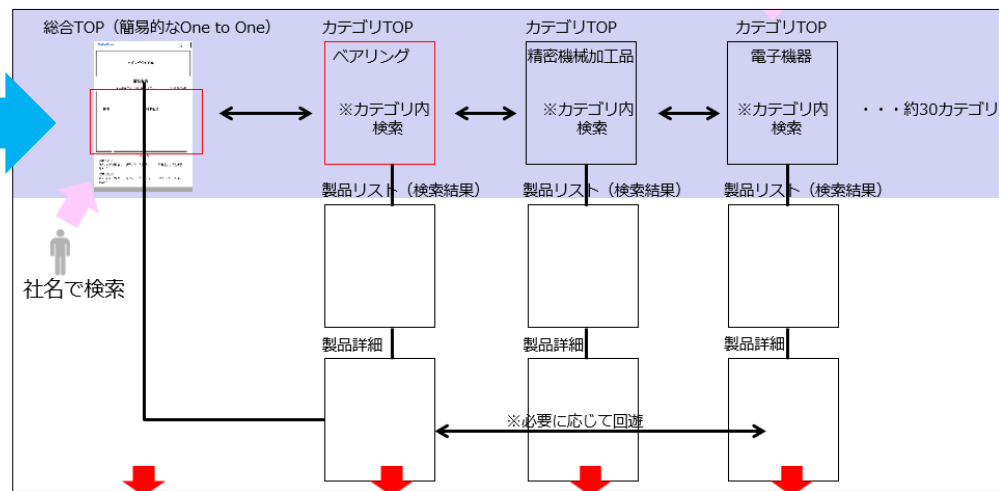 総合TOP（簡易的なOne to One）
カテゴリTOP
カテゴリTOP
カテゴリTOP
ベアリング
精密機械加工品
電子機器
※カテゴリ内
検索
※カテゴリ内
検索
※カテゴリ内
検索
・・・約30カテゴリ
製品リスト（検索結果）
製品リスト（検索結果）
製品リスト（検索結果）
社名で検索
製品詳細
製品詳細
製品詳細
※必要に応じて回遊